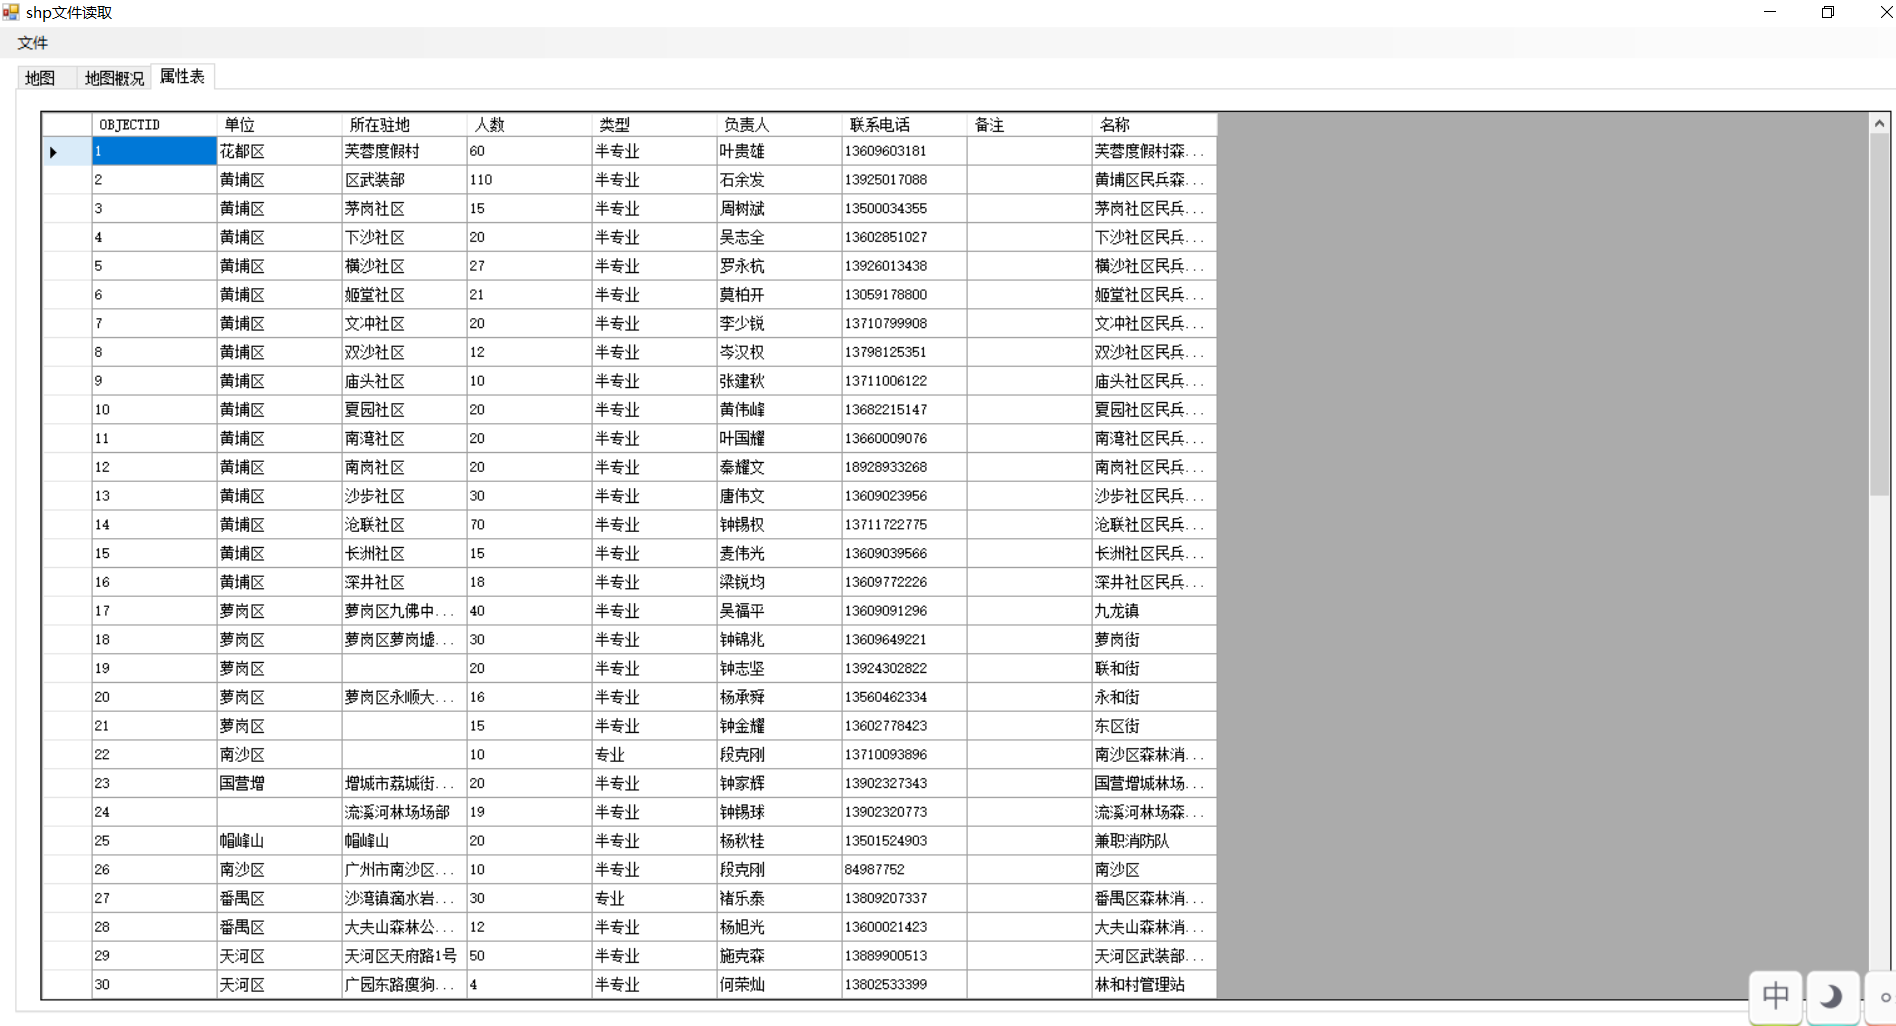 shp文件读取
文件
地图 地图概况 属性表
OBJECTID 单位 所在驻地 人数 类型 负责人 联系电话 备注 名称
1 花都区 芙蓉度假村 60 半专业 叶贵雄 13609603181 芙蓉度假村森...
2 黄埔区 区武装部 110 半专业 石余发 13925017088 黄埔区民兵森...
3 黄埔区 茅岗社区 15 半专业 周树斌 13500034355 茅岗社区民兵...
4 黄埔区 下沙社区 20 半专业 吴志全 13602851027 下沙社区民兵...
5 黄埔区 横沙社区 27 半专业 罗永杭 13926013438 横沙社区民兵...
6 黄埔区 姬堂社区 21 半专业 莫柏开 13059178800 姬堂社区民兵...
7 黄埔区 文冲社区 20 半专业 李少锐 13710799908 文冲社区民兵...
8 黄埔区 双沙社区 12 半专业 岑汉权 13798125351 双沙社区民兵...
9 黄埔区 庙头社区 10 半专业 张建秋 13711006122 庙头社区民兵...
10 黄埔区 夏园社区 20 半专业 黄伟峰 13682215147 夏园社区民兵...
11 黄埔区 南湾社区 20 半专业 叶国耀 13660009076 南湾社区民兵...
12 黄埔区 南岗社区 20 半专业 秦耀文 18928933268 南岗社区民兵...
13 黄埔区 沙步社区 30 半专业 唐伟文 13609023956 沙步社区民兵...
14 黄埔区 沧联社区 70 半专业 钟锡权 13711722775 沧联社区民兵...
15 黄埔区 长洲社区 15 半专业 麦伟光 13609039566 长洲社区民兵...
16 黄埔区 深井社区 18 半专业 梁锐均 13609772226 深井社区民兵...
17 萝岗区 萝岗区九佛中... 40 半专业 吴福平 13609091296 九龙镇
18 萝岗区 萝岗区萝岗墟... 30 半专业 钟锦兆 13609649221 萝岗街
19 萝岗区 20 半专业 钟志坚 13924302822 联和街
20 萝岗区 萝岗区永顺大... 16 半专业 杨承舜 13560462334 永和街
21 萝岗区 15 半专业 钟金耀 13602778423 东区街
22 南沙区 10 专业 段克刚 13710093896 南沙区森林消...
23 国营增 增城市荔城街... 20 半专业 钟家辉 13902327343 国营增城林场...
24 流溪河林场场部 19 半专业 钟锡球 13902320773 流溪河林场森...
25 帽峰山 帽峰山 20 半专业 杨秋桂 13501524903 兼职消防队
26 南沙区 广州市南沙区... 10 半专业 段克刚 84987752 南沙区
27 番禺区 沙湾镇滴水岩... 30 专业 褚乐泰 13809207337 番禺区森林消...
28 番禺区 大夫山森林公... 12 半专业 杨旭光 13600021423 大夫山森林消...
29 天河区 天河区天府路1号 50 半专业 施克森 13889900513 天河区武装部...
30 天河区 广园东路瘦狗... 4 半专业 何荣灿 13802533399 林和村管理站
中